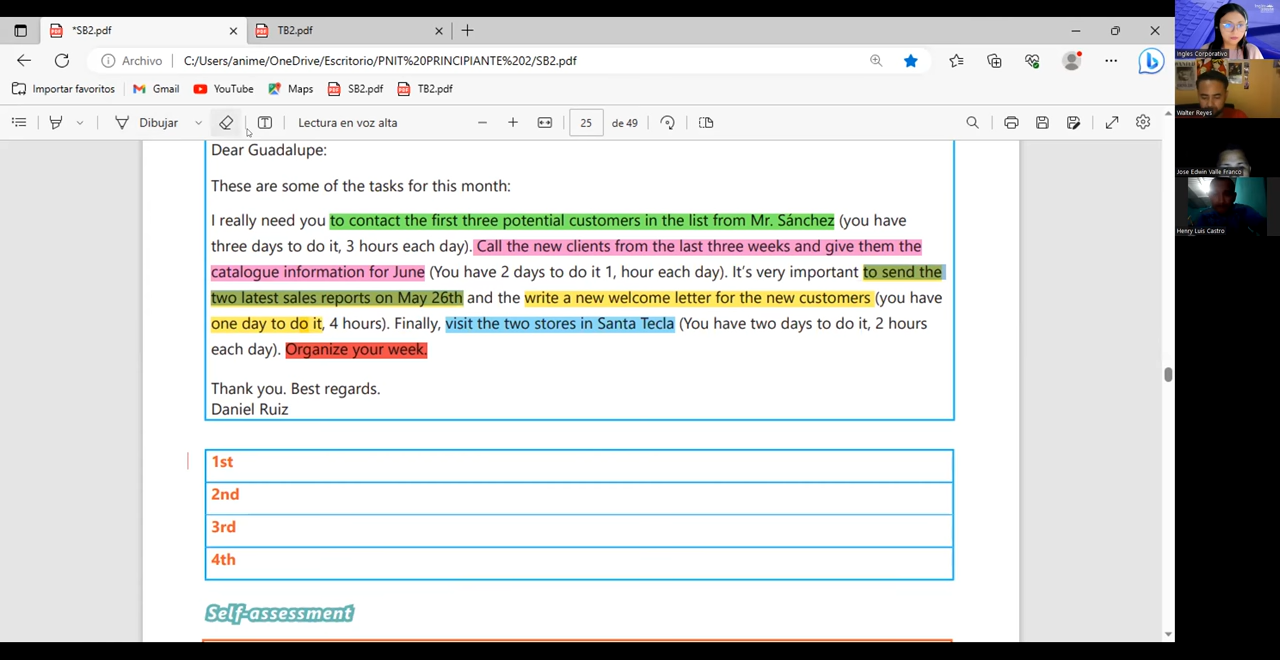 *SB2.pdf
TB2.pdf
Archivo
C:/Users/anime/OneDrive/Escritorio/PNIT%20PRINCIPIANTE%202/SB2.pdf
Importar favoritos
Gmail
YouTube
Maps
SB2.pdf
TB2.pdf
Dibujar
Lectura en voz alta
25
de 49
Dear Guadalupe:
These are some of the tasks for this month:
I really need you to contact the first three potential customers in the list from Mr. Sánchez (you have
three days to do it, 3 hours each day). Call the new clients from the last three weeks and give them the
catalogue information for June (You have 2 days to do it 1, hour each day). It's very important to send the
two latest sales reports on May 26th and the write a new welcome letter for the new customers (you have
one day to do it, 4 hours). Finally, visit the two stores in Santa Tecla (You have two days to do it, 2 hours
each day). Organize your week.
Thank you. Best regards.
Daniel Ruiz
1st
2nd
3rd
4th
Self-assessment
Ingles Corporativo
Walter Reyes
Jose Edwin Valle Franco
Henry Luis Castro